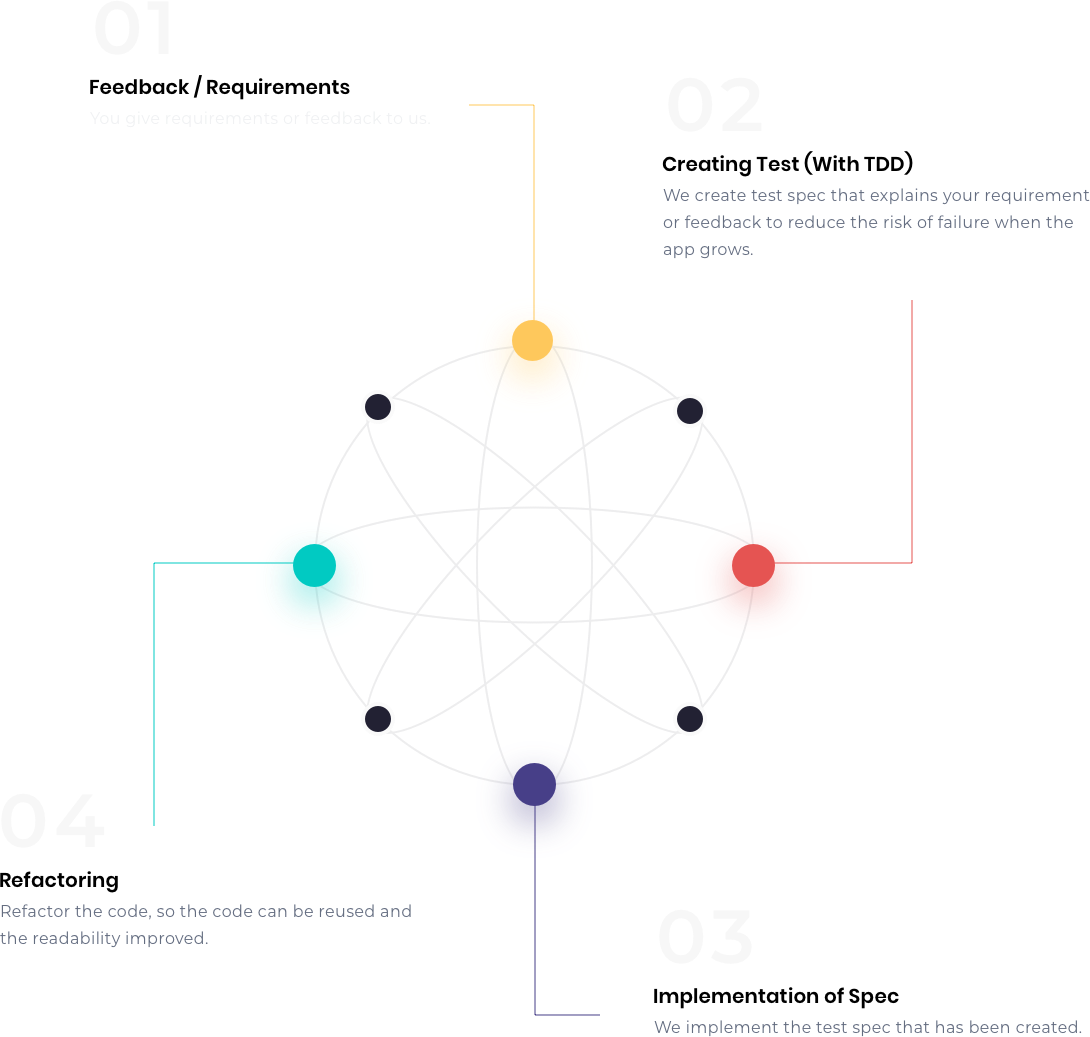 01
Feedback / Requirements
You give requirements or feedback to us.
02
Creating Test (With TDD)
We create test spec that explains your requirement
or feedback to reduce the risk of failure when the
app grows.
04
Refactoring
Refactor the code, so the code can be reused and
the readability improved.
03
Implementation of Spec
We implement the test spec that has been created.